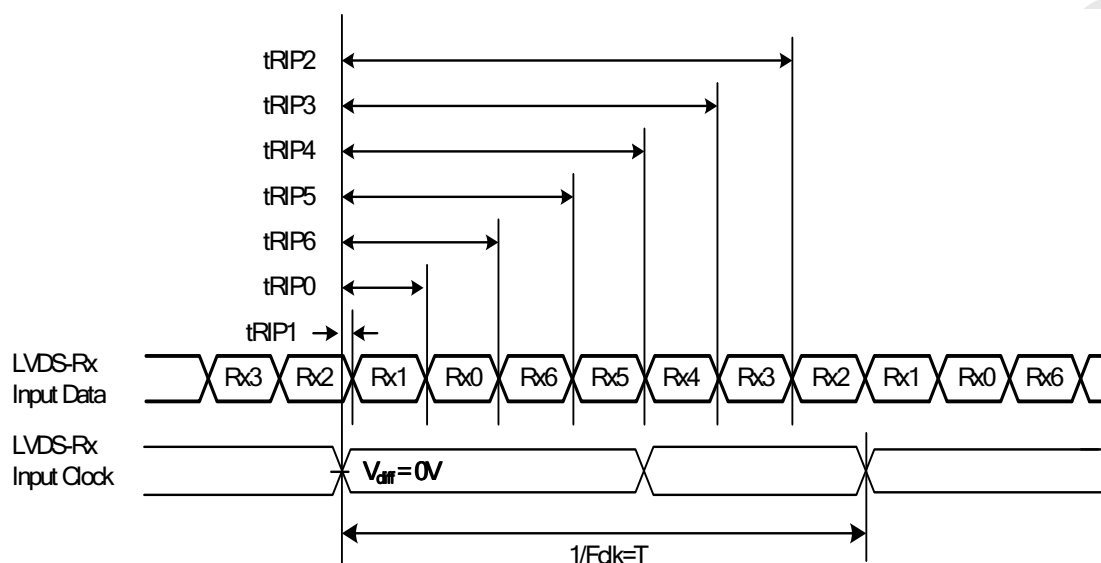 tRIP2
tRIP3
tRIP4
tRIP5
tRIP6
tRIP0
tRIP1
LVDS-Rx
Input Data
Rx3 Rx2 Rx1 Rx0 Rx6 Rx5 Rx4 Rx3 Rx2 Rx1 Rx0 Rx6
LVDS-Rx
Input Clock
Vdiff = 0V
1/Fclk=T